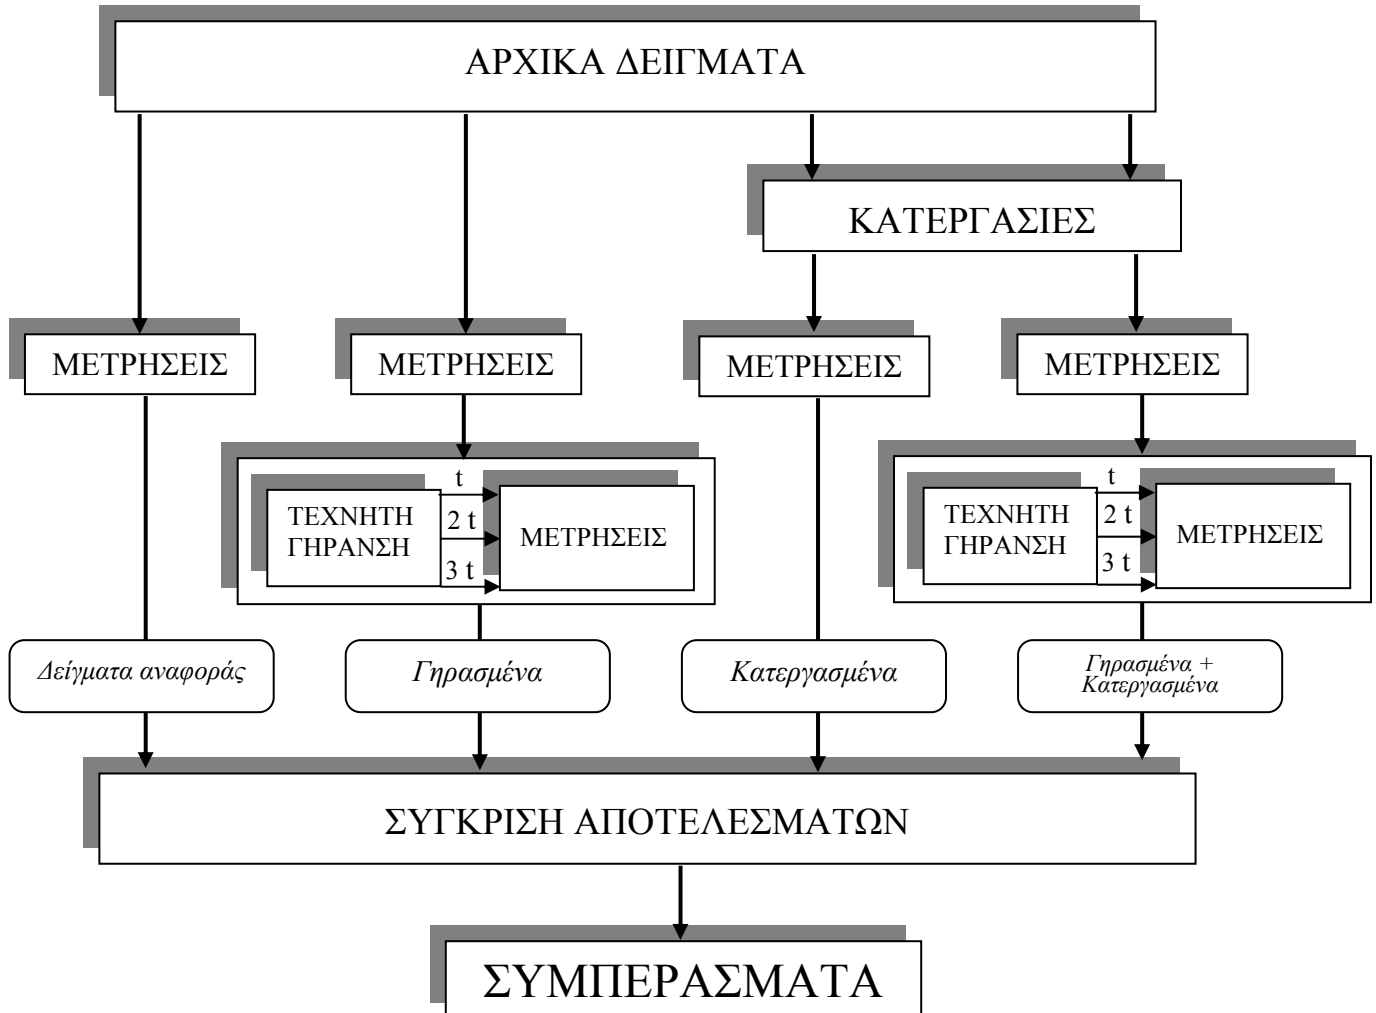 ΑΡΧΙΚΑ ΔΕΙΓΜΑΤΑ
ΚΑΤΕΡΓΑΣΙΕΣ
ΜΕΤΡΗΣΕΙΣ
ΜΕΤΡΗΣΕΙΣ
ΜΕΤΡΗΣΕΙΣ
ΜΕΤΡΗΣΕΙΣ
ΤΕΧΝΗΤΗ
ΓΗΡΑΝΣΗ
t
2 t
3 t
ΜΕΤΡΗΣΕΙΣ
ΤΕΧΝΗΤΗ
ΓΗΡΑΝΣΗ
t
2 t
3 t
ΜΕΤΡΗΣΕΙΣ
Δείγματα αναφοράς
Γηρασμένα
Κατεργασμένα
Γηρασμένα +
Κατεργασμένα
ΣΥΓΚΡΙΣΗ ΑΠΟΤΕΛΕΣΜΑΤΩΝ
ΣΥΜΠΕΡΑΣΜΑΤΑ